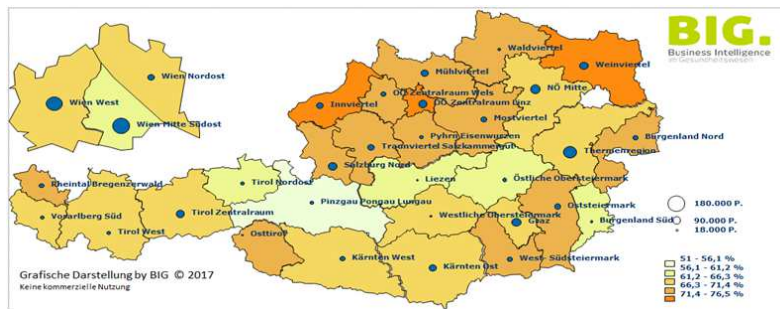 BIG.
Business Intelligence
im Gesundheitswesen
Waldviertel
Weinviertel
Wien Nordost
Mühlviertel
OÖ Zentralraum Wels
NÖ Mitte
Wien West
Innviertel
OÖ Zentralraum Linz
Wien Mitte Südost
Mostviertel
Pyhrn Eisenwurzen
Burgenland Nord
Traunviertel Salzkammergut
Thermenregion
Salzburg Nord
Rheintal Bregenzerwald
Tirol Nordost
Liezen
Östliche Obersteiermark
Pinzgau Pongau Lungau
Oststeiermark
180.000 P.
Vorarlberg Süd
Tirol Zentralraum
Westliche Obersteiermark
Graz
Burgenland Süd
90.000 P.
18.000 P.
Tirol West
Osttirol
Kärnten West
West- Südsteiermark
Kärnten Ost
51 - 56,1 %
56,1 - 61,2 %
61,2 - 66,3 %
66,3 - 71,4 %
71,4 - 76,5 %
Grafische Darstellung by BIG © 2017
Keine kommerzielle Nutzung